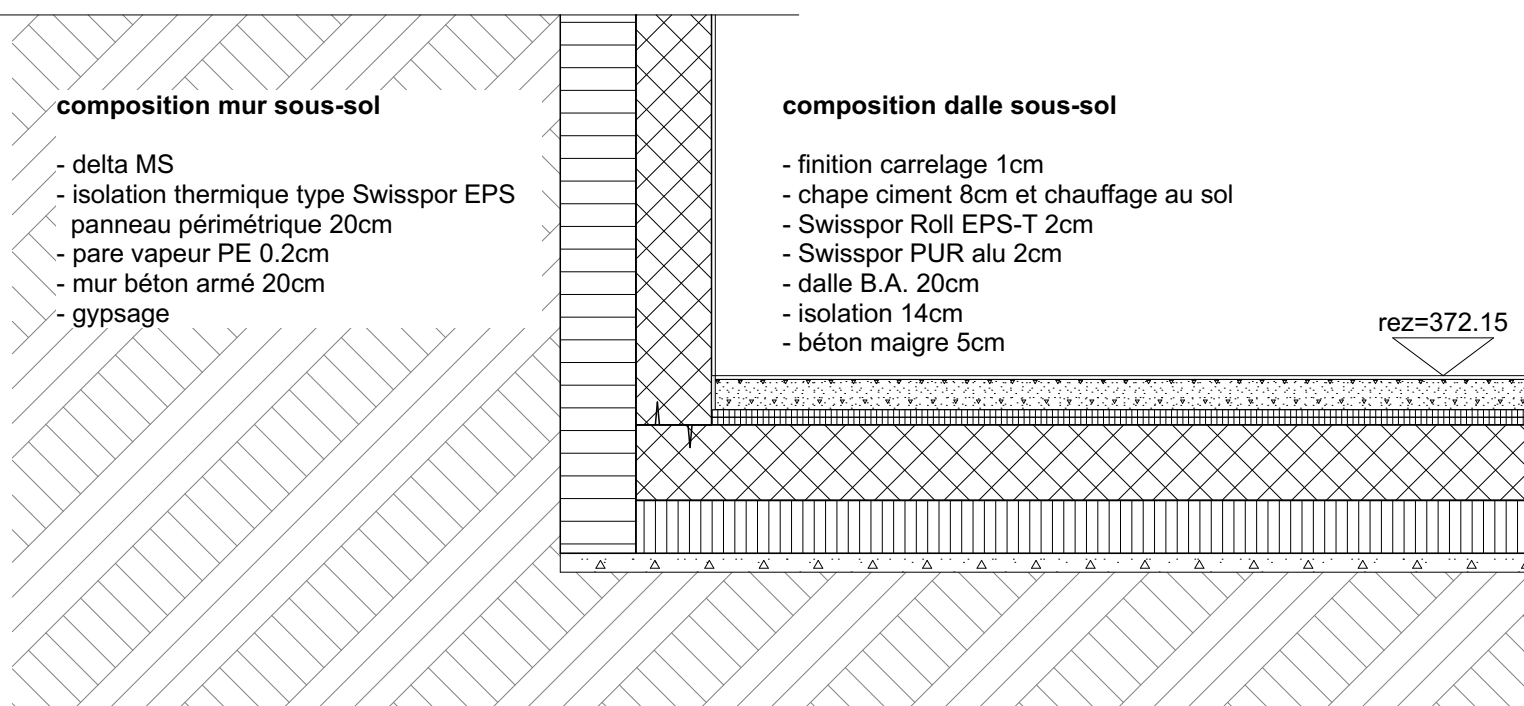 composition mur sous-sol
- delta MS
- isolation thermique type Swisspor EPS
panneau périmétrique 20cm
- pare vapeur PE 0.2cm
- mur béton armé 20cm
- gypsage
composition dalle sous-sol
- finition carrelage 1cm
- chape ciment 8cm et chauffage au sol
- Swisspor Roll EPS-T 2cm
- Swisspor PUR alu 2cm
- dalle B.A. 20cm
- isolation 14cm
- béton maigre 5cm
rez=372.15